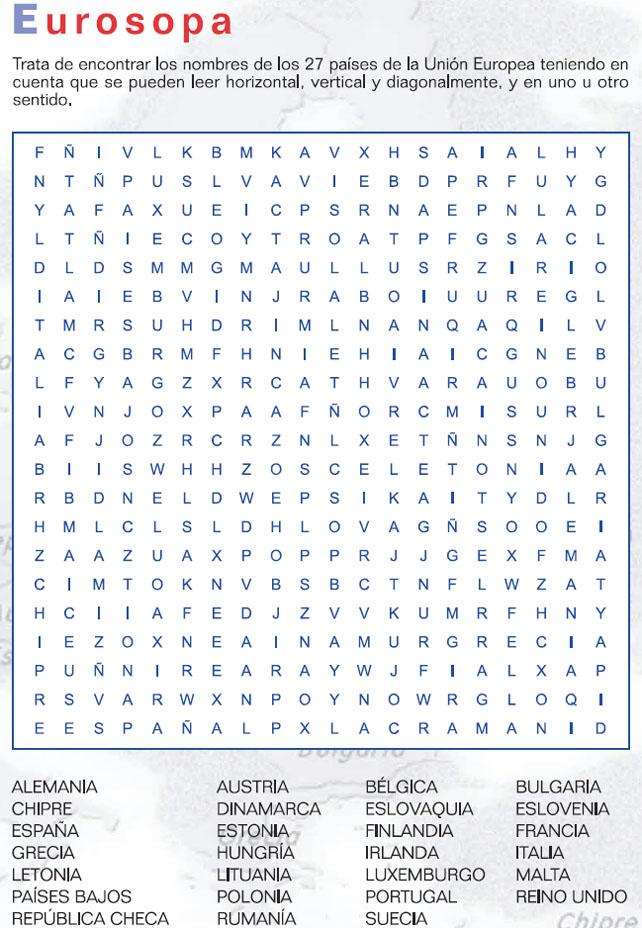 Eurosopa
Trata de encontrar los nombres de los 27 países de la Unión Europea teniendo en
cuenta que se pueden leer horizontal, vertical y diagonalmente, y en uno u otro
sentido.
F Ñ I V L K B M K A V X H S A I A L H Y
N T Ñ P U S L V A V I E B D P R F U Y G
Y A F A X U E I C P S R N A E P N L A D
L T Ñ I E C O Y T R O A T P F G S A C L
D L D S M M G M A U L L U S R Z I R I O
I A I E B V I N J R A B O I U U R E G L
T M R S U H D R I M L N A N Q A Q I L V
A C G B R M F H N I E H I A I C G N E B
L F Y A G Z X R C A T H V A R A U O B U
I V N J O X P A A F Ñ O R C M I S U R L
A F J O Z R C R Z N L X E T Ñ N S N J G
B I I S W H H Z O S C E L E T O N I A A
R B D N E L D W E P S I K A I T Y D L R
H M L C L S L D H L O V A G Ñ S O O E I
Z A A Z U A X P O P P R J J G E X F M A
C I M T O K N V B S B C T N F L W Z A T
H C I I A F E D J Z V V K U M R F H N Y
I E Z O X N E A I N A M U R G R E C I A
P U Ñ N I R E A R A Y W J F I A L X A P
R S V A R W X N P O Y N O W R G L O Q I
E E S P A Ñ A L P X L A C R A M A N I D
ALEMANIA AUSTRIA BÉLGICA BULGARIA
CHIPRE DINAMARCA ESLOVAQUIA ESLOVENIA
ESPAÑA ESTONIA FINLANDIA FRANCIA
GRECIA HUNGRÍA IRLANDA ITALIA
LETONIA LITUANIA LUXEMBURGO MALTA
PAÍSES BAJOS POLONIA PORTUGAL REINO UNIDO
REPÚBLICA CHECA RUMANÍA SUECIA
Bulgaria
Grecia
Chipre